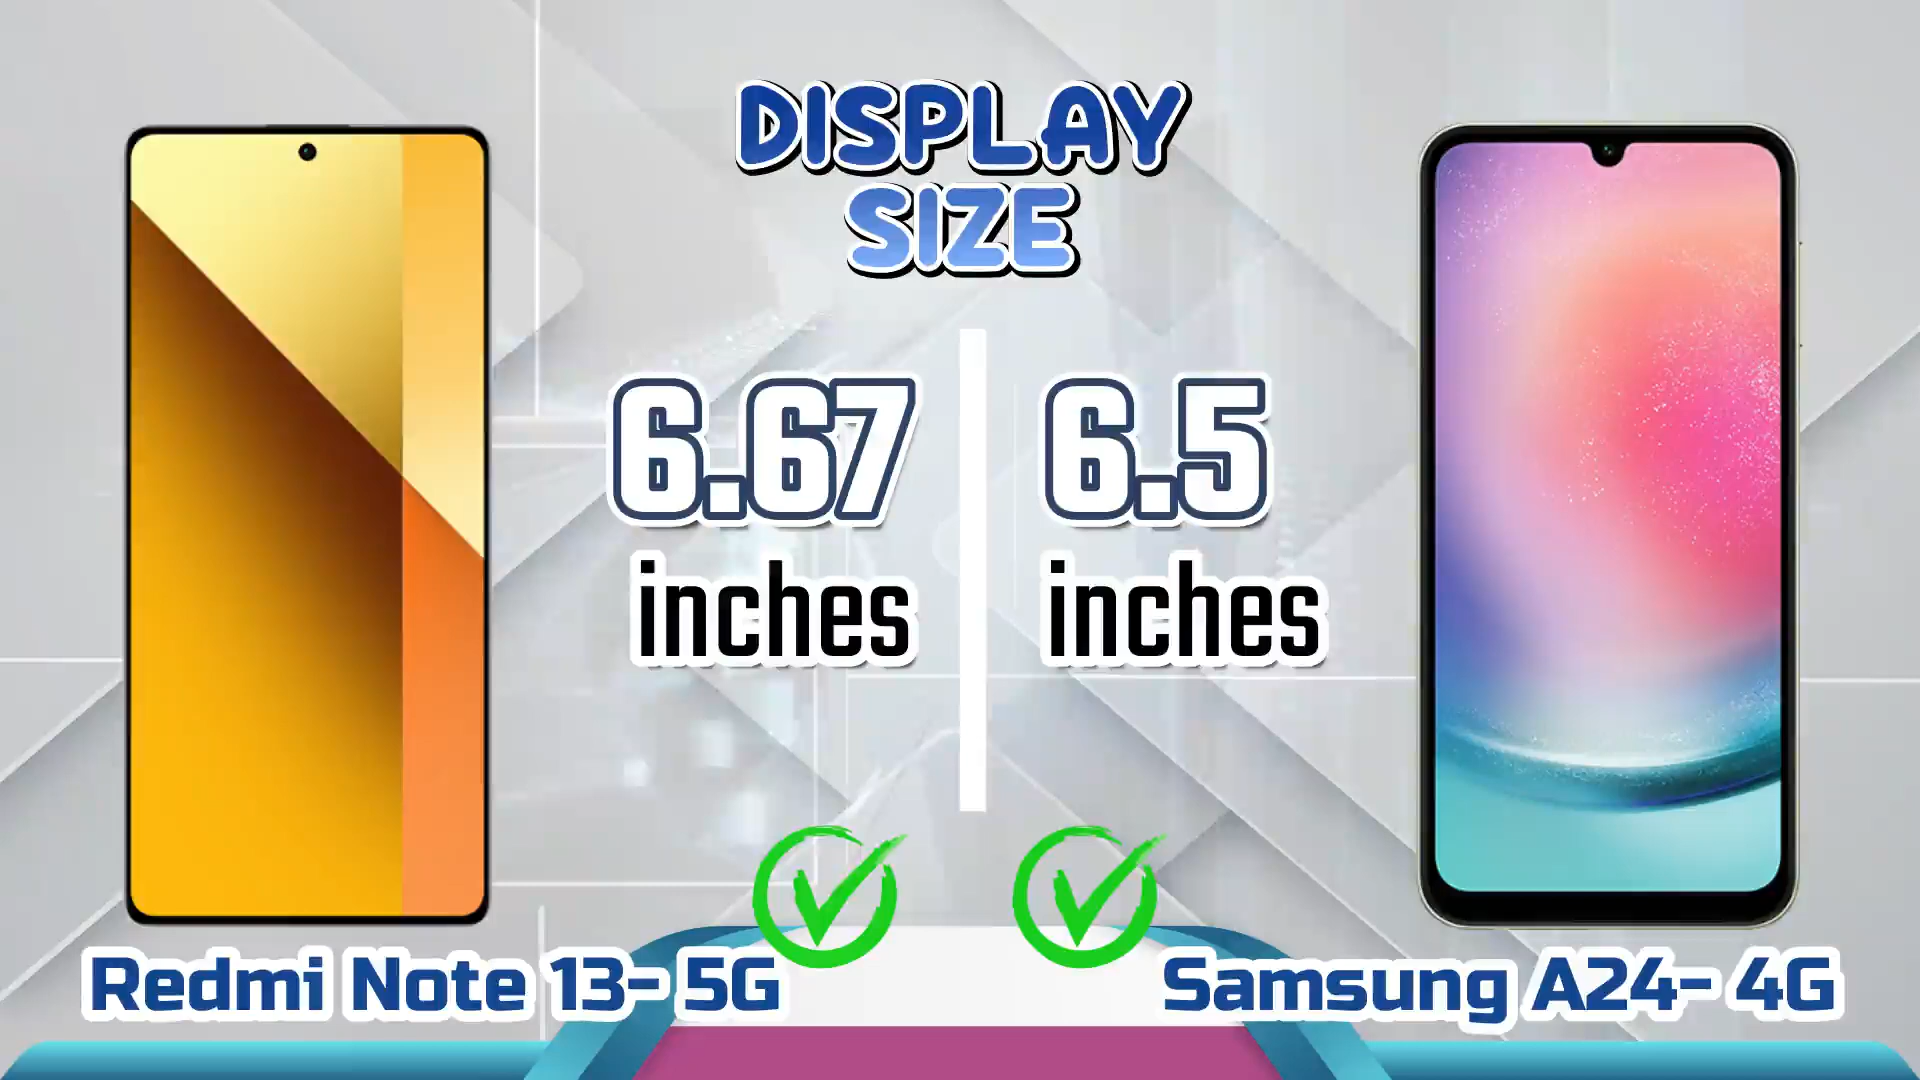 DISPLAY
SIZE
6.67
inches
6.5
inches
Redmi Note 13- 5G
Samsung A24- 4G